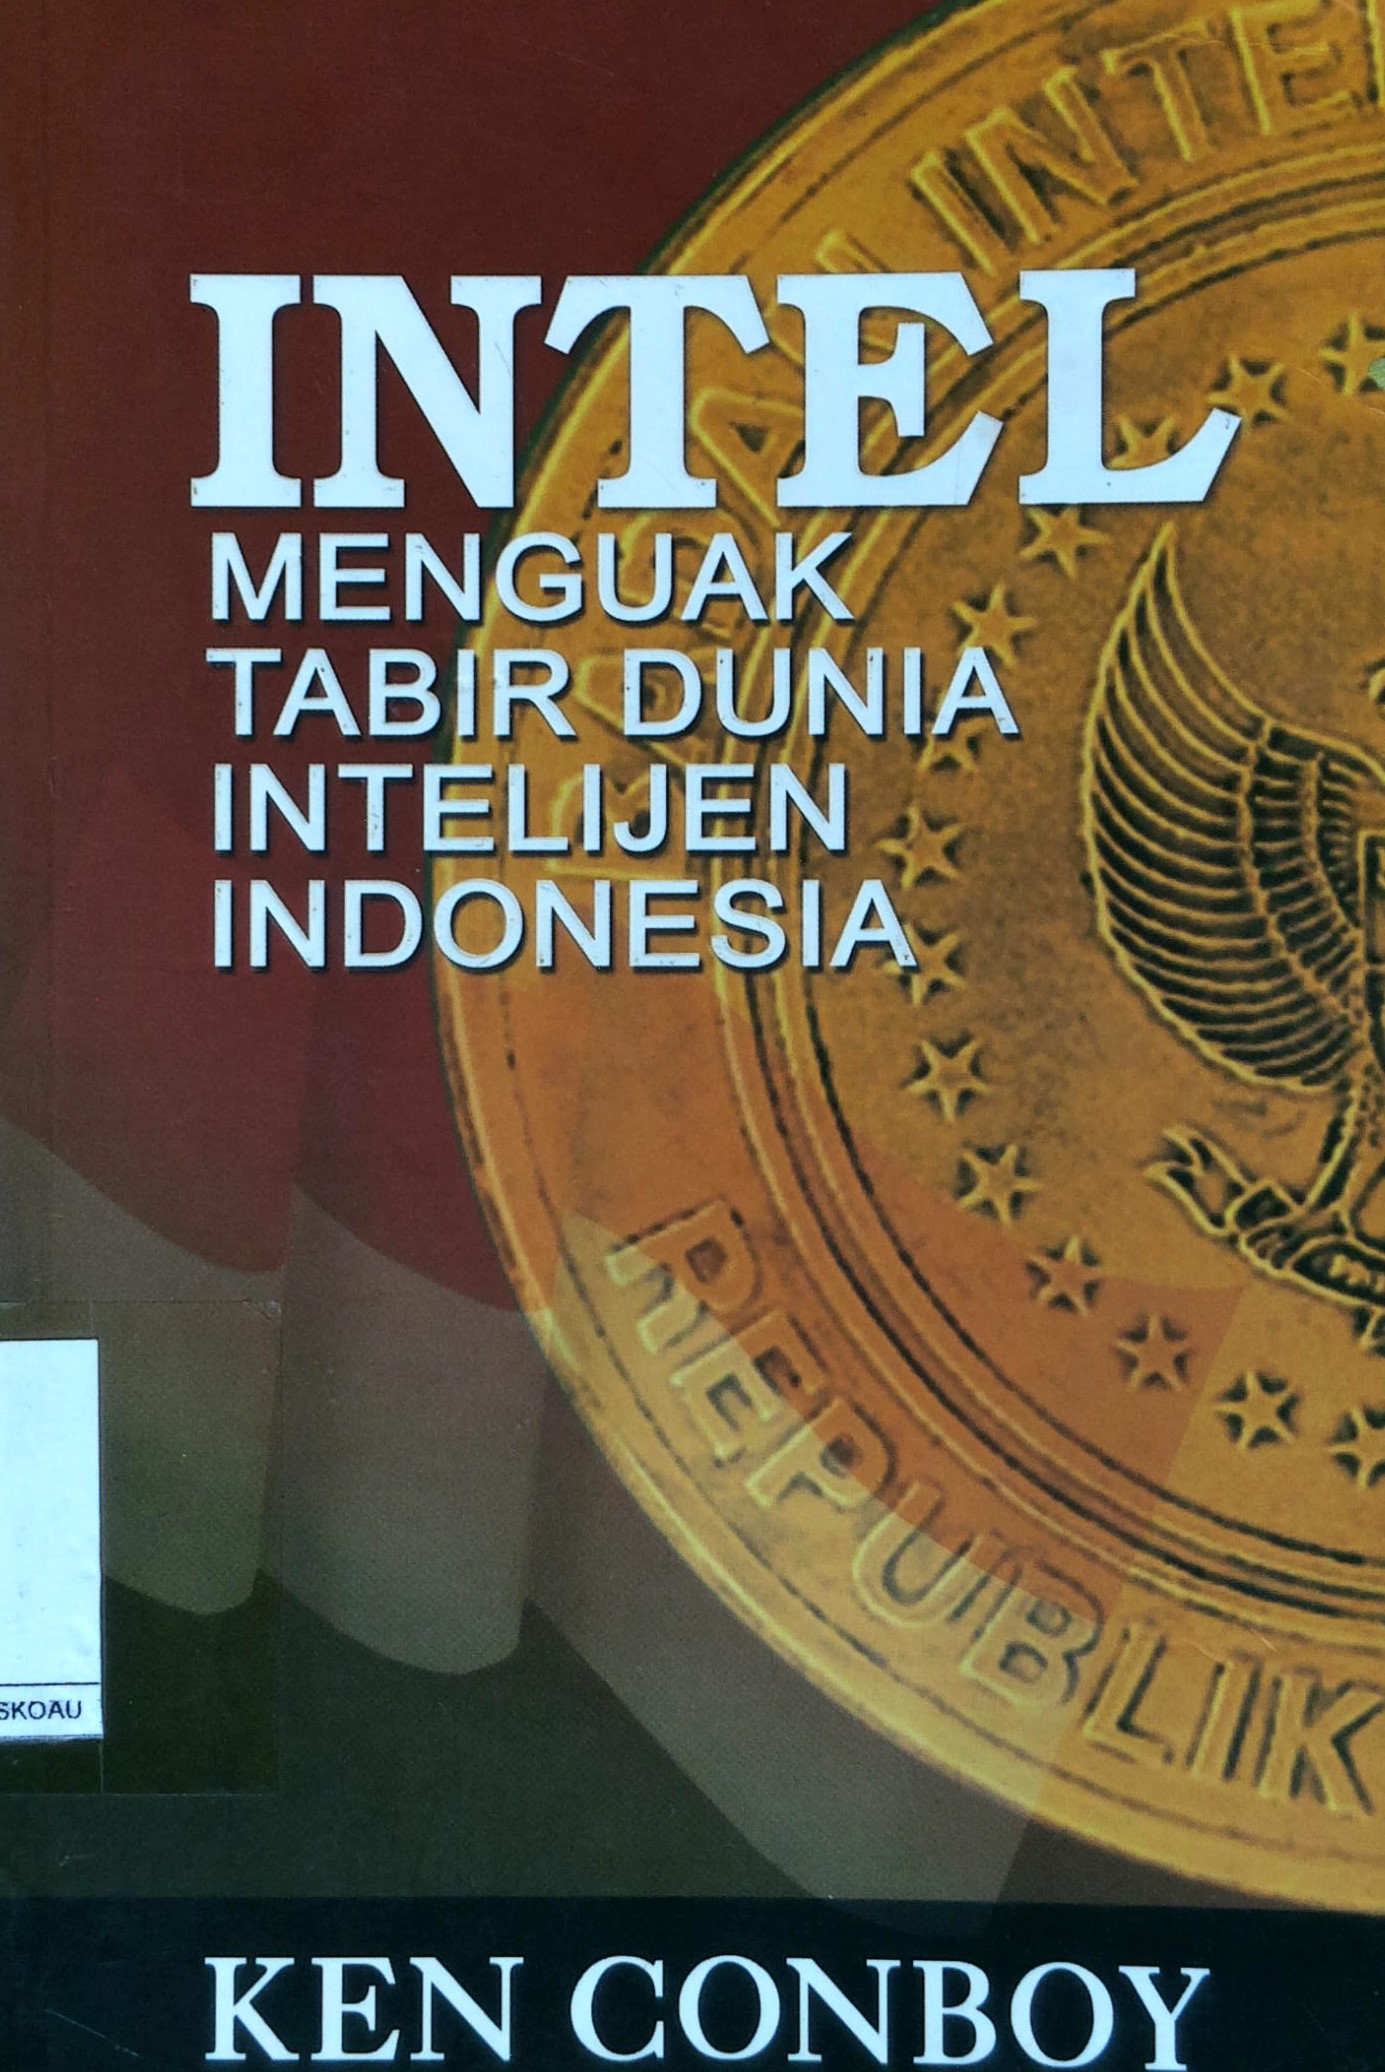 INTEL
MENGUAK
TABIR DUNIA
INTELIJEN
INDONESIA
REPUBLIK
SKOAU
KEN CONBOY